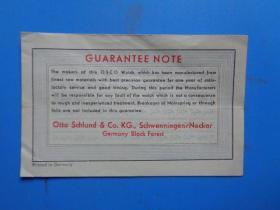 GUARANTEE NOTE
The makers of this OSCO Watch which has been manufactured from
finest raw materials with best precision guarantee for one year of satis-
factory service and good timing. During this period the Manufacturers
will be responsible for any fault of the watch which is not a consequence
to rough and inexperienced treatment. Breakages of Mainspring or through
falls are not included in this guarantee.
Otto Schlund & Co. KG., Schwenningen/Neckar
Germany Black Forest
Printed in Germany